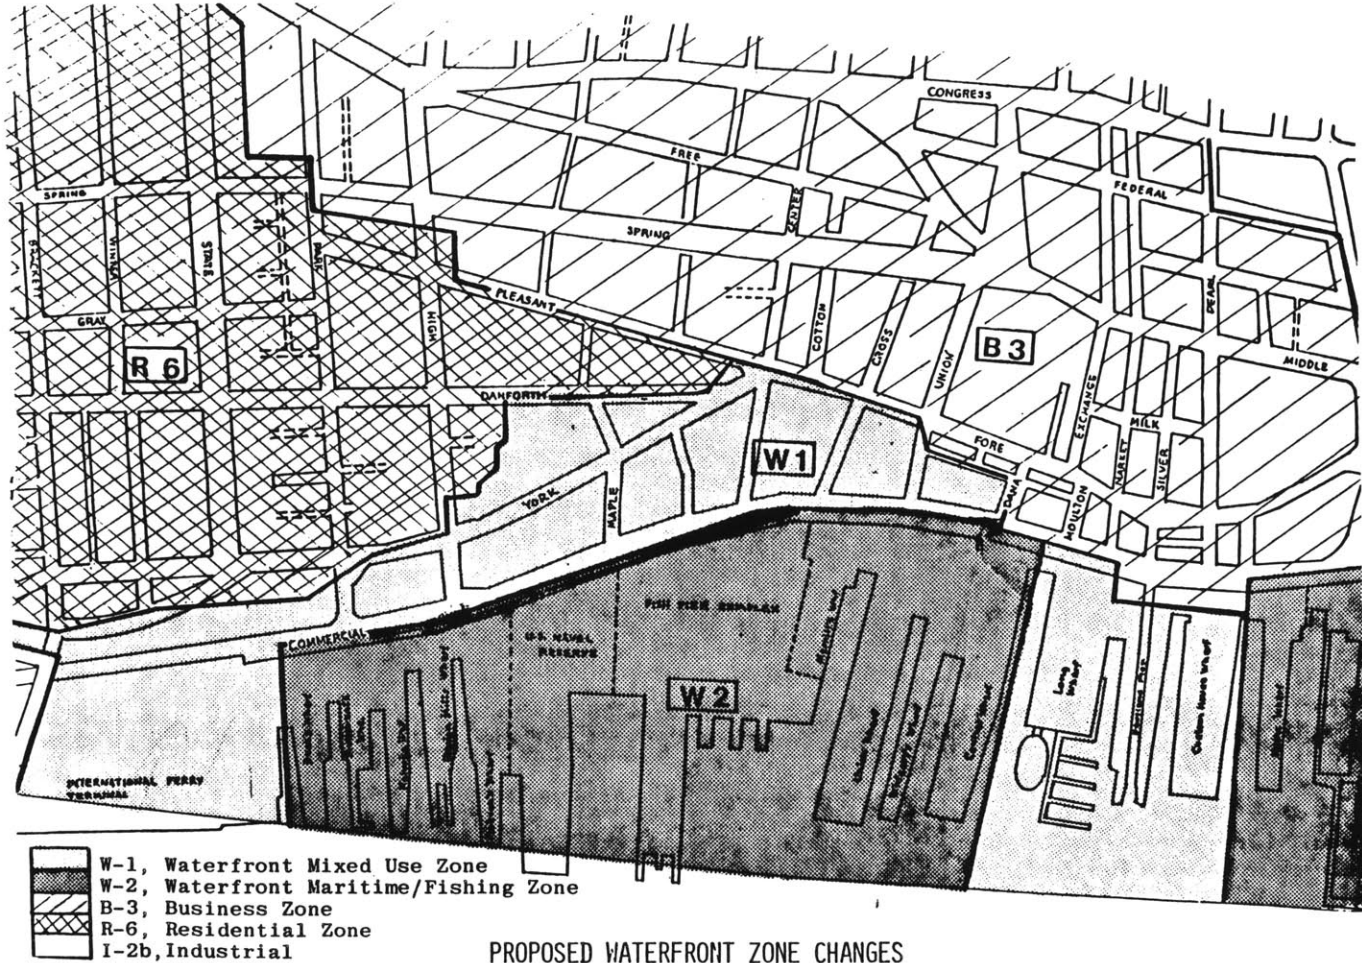 CONGRESS
FREE
FEDERAL
SPRING
CENTER
SPRING
BRACKETT
WINTER
STATE
PARK
PEARL
PLEASANT
GRAY
HIGH
COTTON
CROSS
UNION
B 3
MIDDLE
R 6
DANFORTH
EXCHANGE
MILK
MARKET
SILVER
FORE
W 1
YORK
MAPLE
DANA
MOULTON
COMMERCIAL
FISH PIER COMPLEX
U.S. NAVAL
RESERVE
W 2
Long
Wharf
Custom House Wharf
INTERNATIONAL FERRY
TERMINAL
W-1, Waterfront Mixed Use Zone
W-2, Waterfront Maritime/Fishing Zone
B-3, Business Zone
R-6, Residential Zone
I-2b, Industrial
PROPOSED WATERFRONT ZONE CHANGES